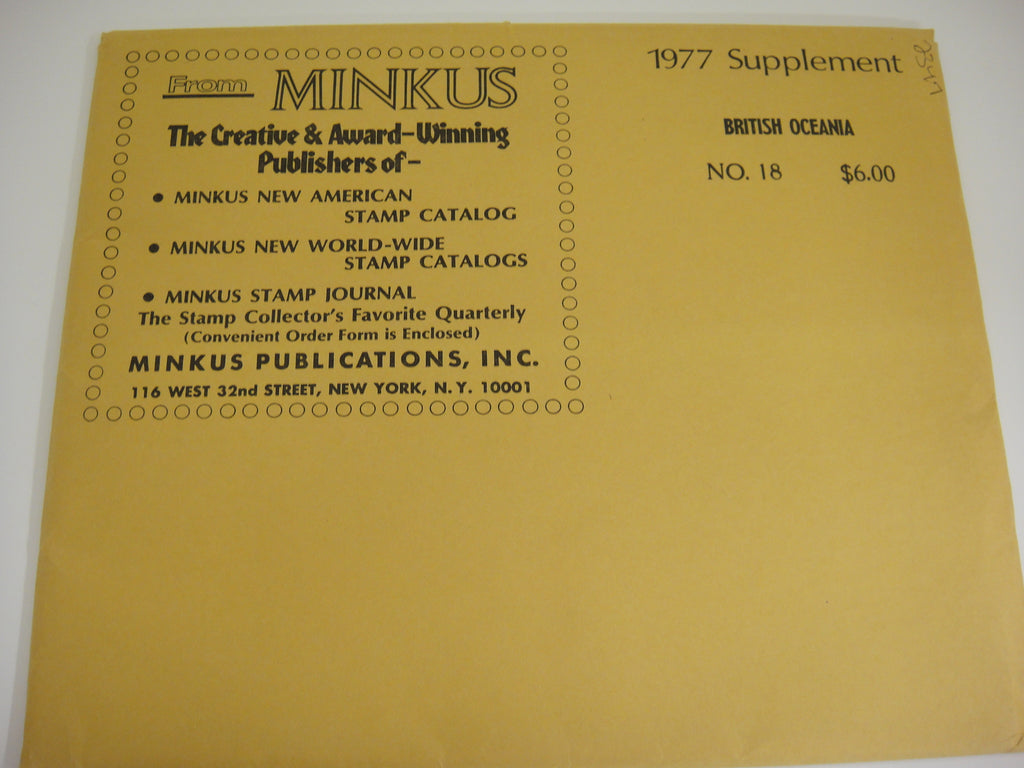 From MINKUS
The Creative & Award-Winning
Publishers of-
• MINKUS NEW AMERICAN
STAMP CATALOG
• MINKUS NEW WORLD-WIDE
STAMP CATALOGS
• MINKUS STAMP JOURNAL
The Stamp Collector's Favorite Quarterly
(Convenient Order Form is Enclosed)
MINKUS PUBLICATIONS, INC.
116 WEST 32nd STREET, NEW YORK, N.Y. 10001
1977 Supplement
BRITISH OCEANIA
NO. 18 $6.00